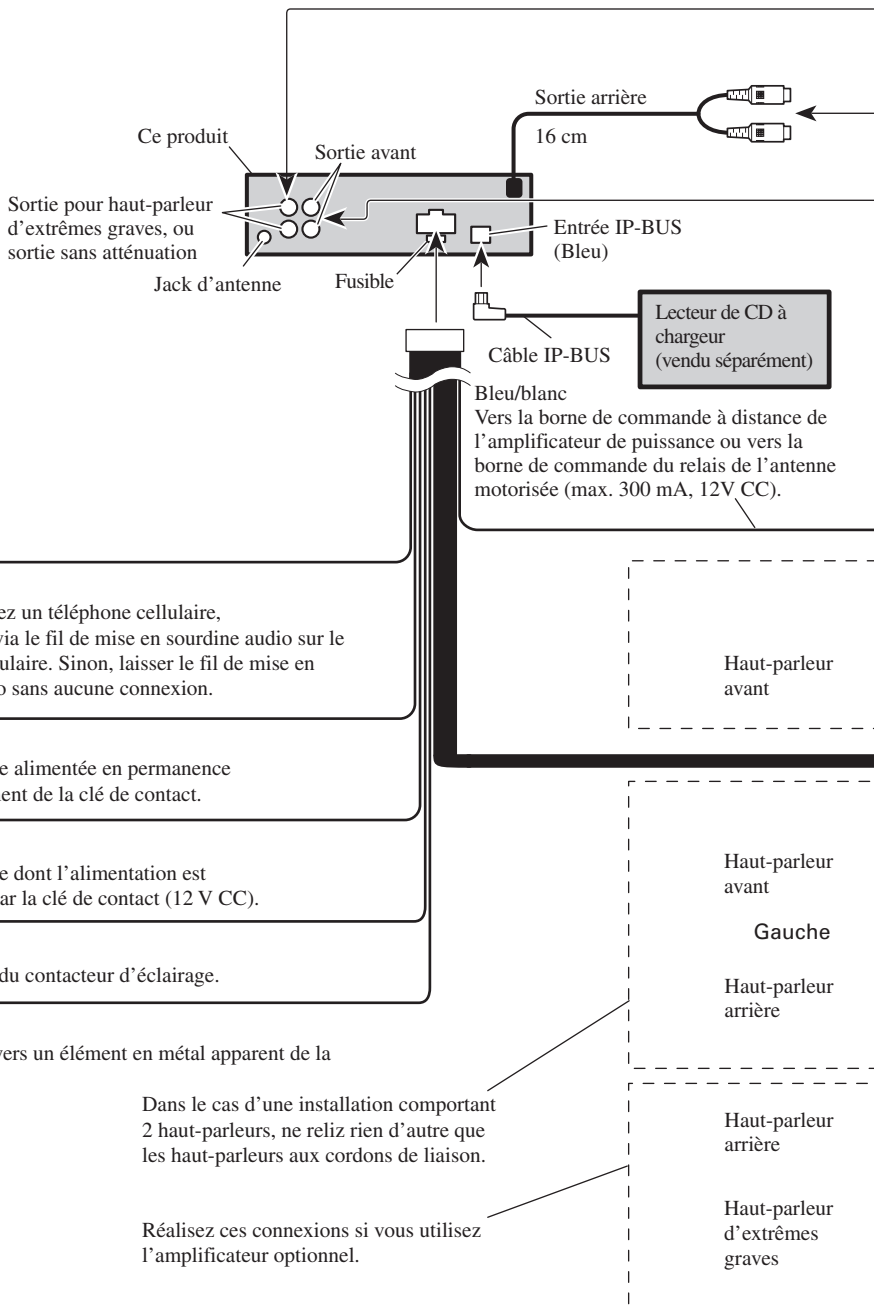 Sortie arrière
16 cm
Ce produit
Sortie avant
Sortie pour haut-parleur
d'extrêmes graves, ou
sortie sans atténuation
Jack d'antenne
Fusible
Entrée IP-BUS
(Bleu)
Câble IP-BUS
Lecteur de CD à
chargeur
(vendu séparément)
Bleu/blanc
Vers la borne de commande à distance de
l'amplificateur de puissance ou vers la
borne de commande du relais de l'antenne
motorisée (max. 300 mA, 12V CC).
ez un téléphone cellulaire,
via le fil de mise en sourdine audio sur le
ulaire. Sinon, laisser le fil de mise en
o sans aucune connexion.
Haut-parleur
avant
e alimentée en permanence
ent de la clé de contact.
e dont l'alimentation est
ar la clé de contact (12 V CC).
Haut-parleur
avant
Gauche
Haut-parleur
arrière
du contacteur d'éclairage.
vers un élément en métal apparent de la
Dans le cas d'une installation comportant
2 haut-parleurs, ne reliz rien d'autre que
les haut-parleurs aux cordons de liaison.
Haut-parleur
arrière
Réalisez ces connexions si vous utilisez
l'amplificateur optionnel.
Haut-parleur
d'extrêmes
graves